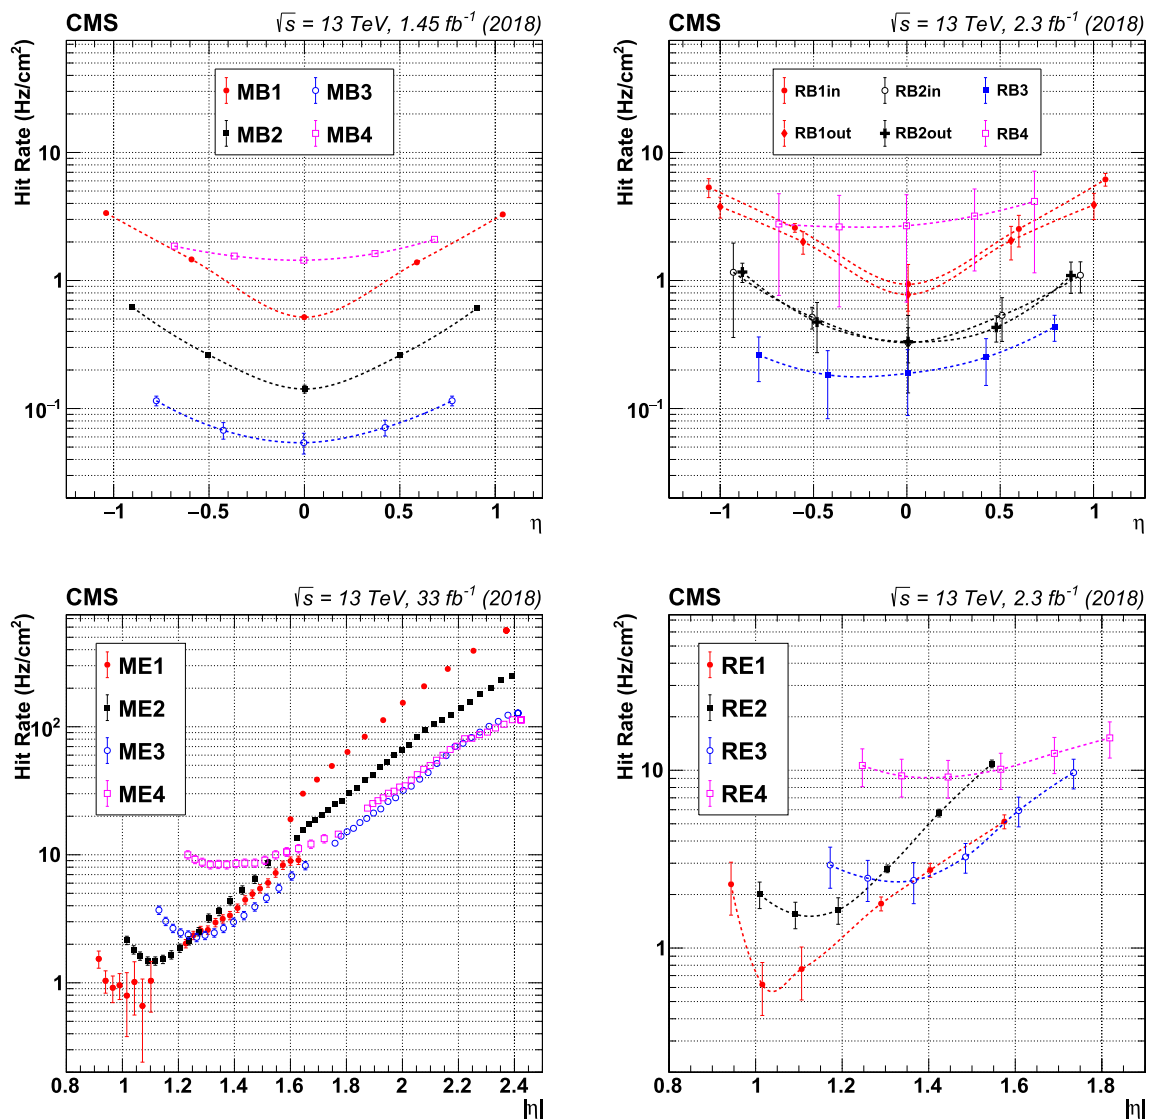 CMS √s = 13 TeV, 1.45 fb⁻¹ (2018)
Hit Rate (Hz/cm²)
MB1 MB3
MB2 MB4
10
1
10⁻¹
−1 −0.5 0 0.5 1
η
CMS √s = 13 TeV, 2.3 fb⁻¹ (2018)
Hit Rate (Hz/cm²)
RB1in RB2in RB3
RB1out RB2out RB4
10
1
10⁻¹
−1 −0.5 0 0.5 1
η
CMS √s = 13 TeV, 33 fb⁻¹ (2018)
Hit Rate (Hz/cm²)
ME1
ME2
ME3
ME4
10²
10
1
0.8 1 1.2 1.4 1.6 1.8 2 2.2 2.4
|η|
CMS √s = 13 TeV, 2.3 fb⁻¹ (2018)
Hit Rate (Hz/cm²)
RE1
RE2
RE3
RE4
10
1
0.8 1 1.2 1.4 1.6 1.8
|η|